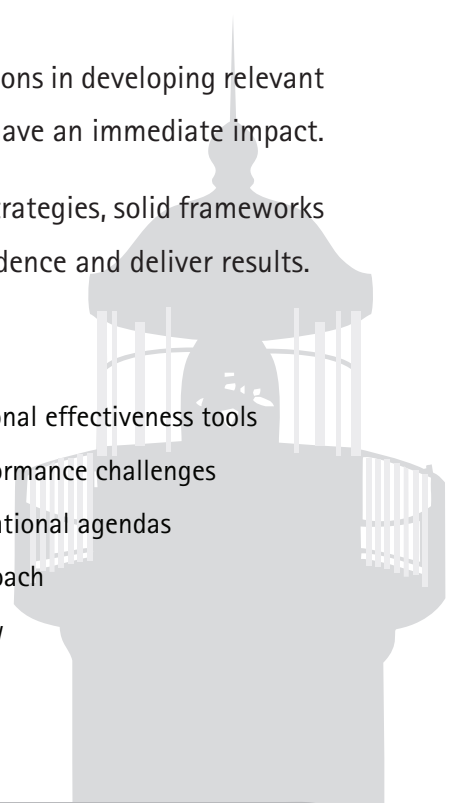 ons in developing relevant
ave an immediate impact.
trategies, solid frameworks
dence and deliver results.
onal effectiveness tools
ormance challenges
ational agendas
oach